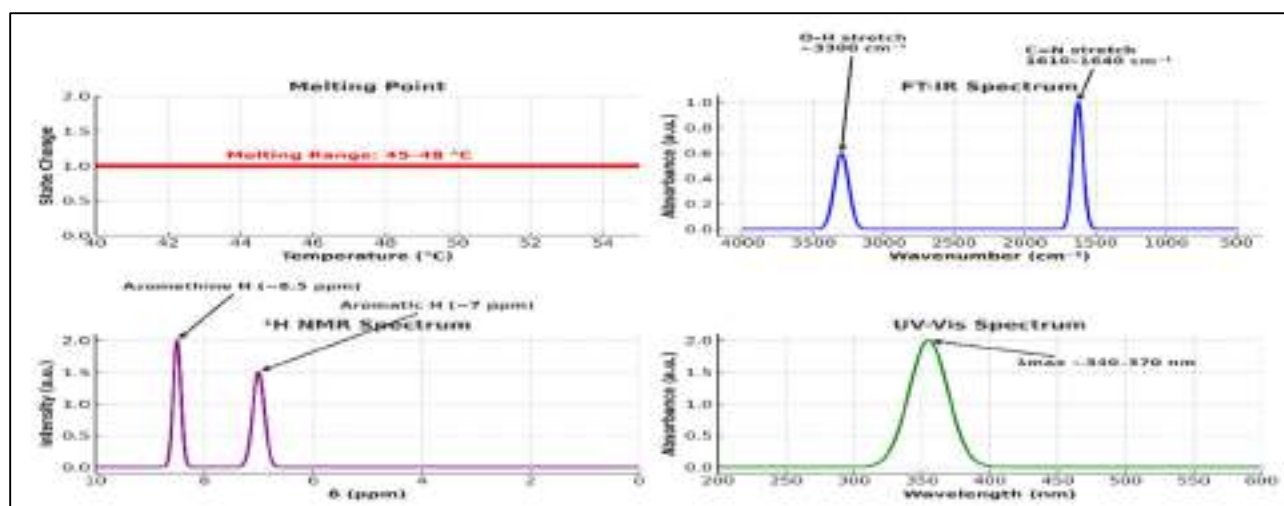 Melting Point
2.0
1.5
1.0
0.5
0.0
State Change
Melting Range: 45-48 °C
40 42 44 46 48 50 52 54
Temperature (°C)
O-H stretch
~3300 cm⁻¹
C=N stretch
1610-1640 cm⁻¹
FT-IR Spectrum
1.0
0.8
0.6
0.4
0.2
0.0
Absorbance (a.u.)
4000 3500 3000 2500 2000 1500 1000 500
Wavenumber (cm⁻¹)
Azomethine H (~8.5 ppm)
Aromatic H (~7 ppm)
¹H NMR Spectrum
2.0
1.5
1.0
0.5
0.0
Intensity (a.u.)
10 8 6 4 2 0
δ (ppm)
UV-Vis Spectrum
2.0
1.5
1.0
0.5
0.0
Absorbance (a.u.)
λmax ~340-370 nm
200 250 300 350 400 450 500 550 600
Wavelength (nm)